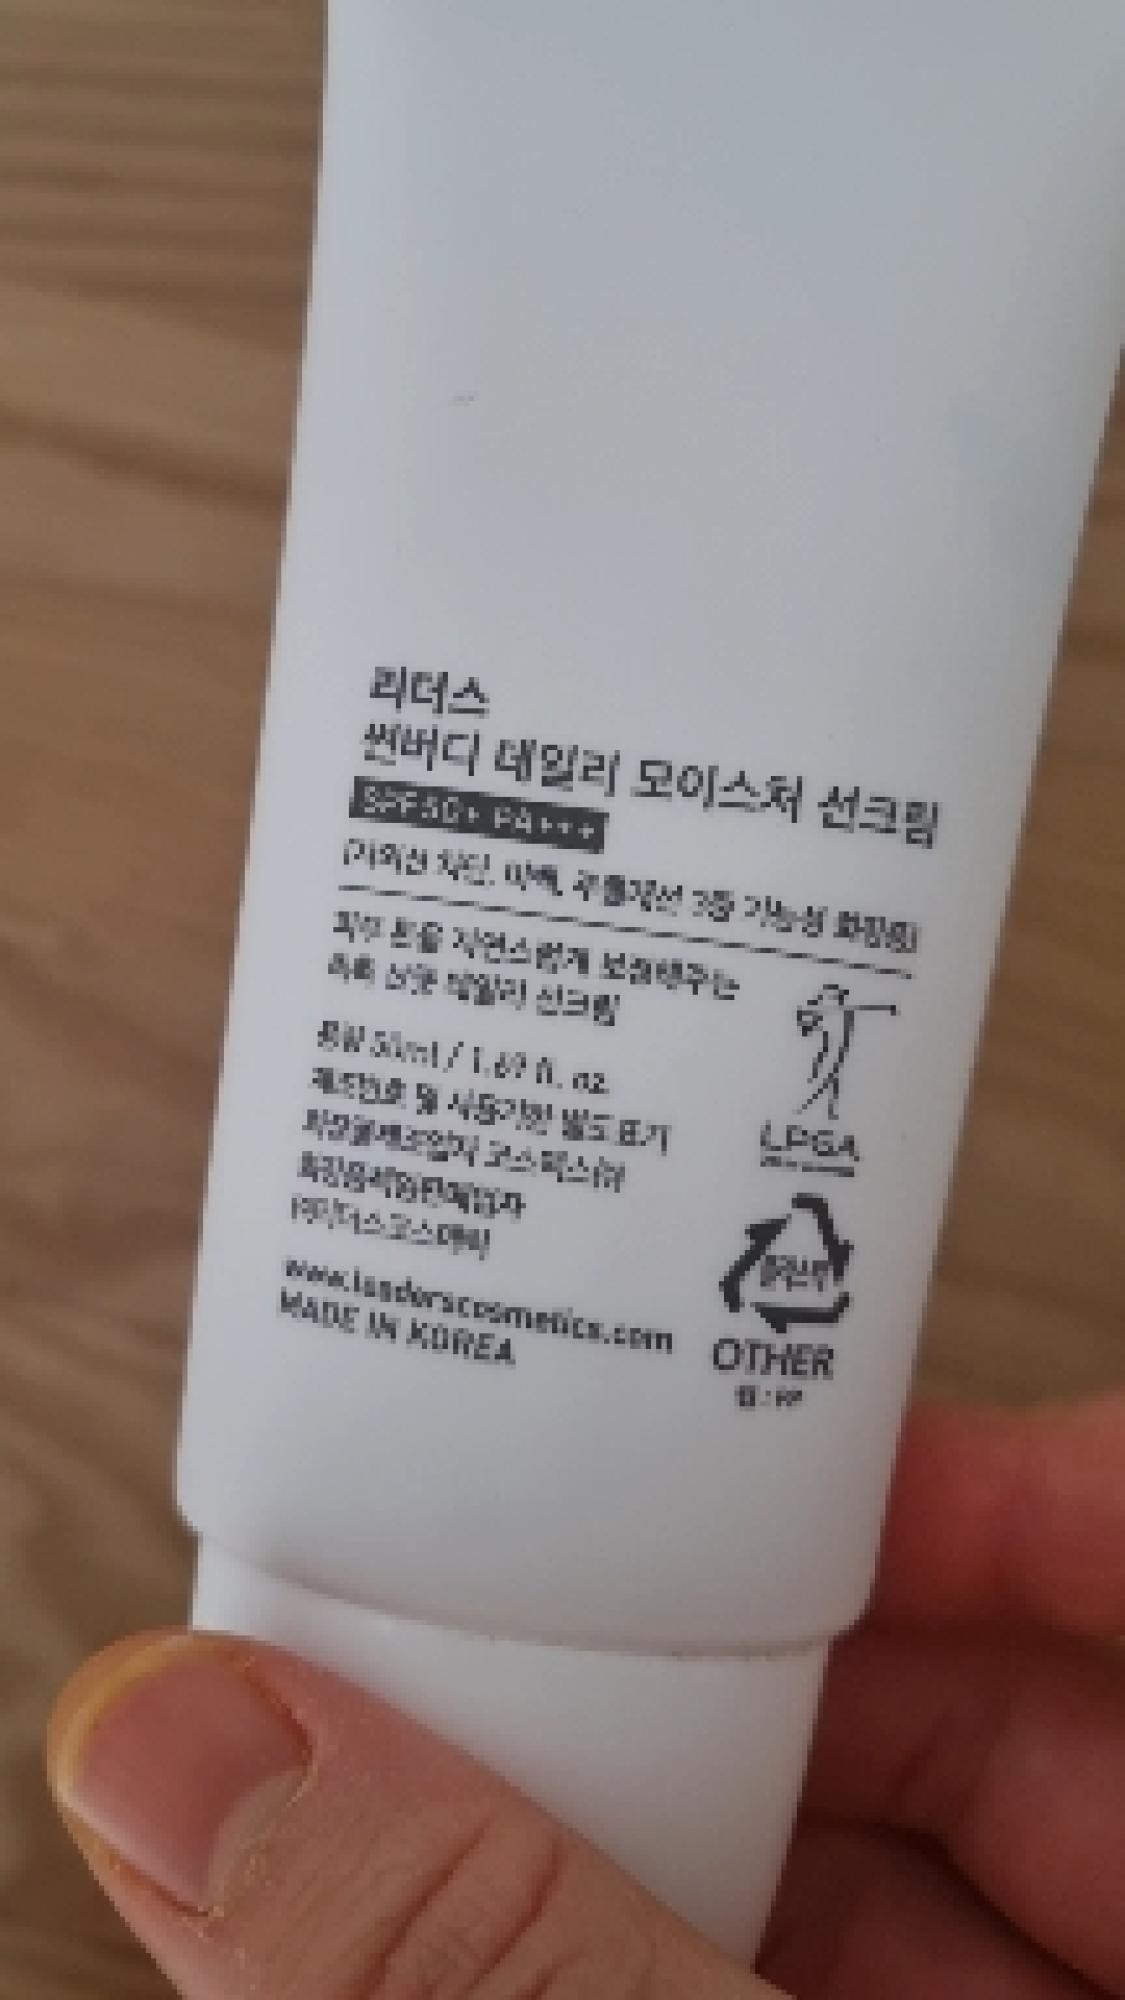 리더스
썬버디 데일리 모이스처 선크림
SPF50+ PA+++
(자외선 차단, 미백, 주름개선 3중 기능성 화장품)
피부 톤을 자연스럽게 보정해주는
촉촉 산뜻 데일리 선크림
용량 50ml / 1.69 fl. oz
제조번호 및 사용기한 별도표기
화장품제조업자 코스맥스㈜
화장품책임판매업자
㈜리더스코스메틱
www.leaderscosmetics.com
MADE IN KOREA
LPGA
플라스틱
OTHER
캡 : PP